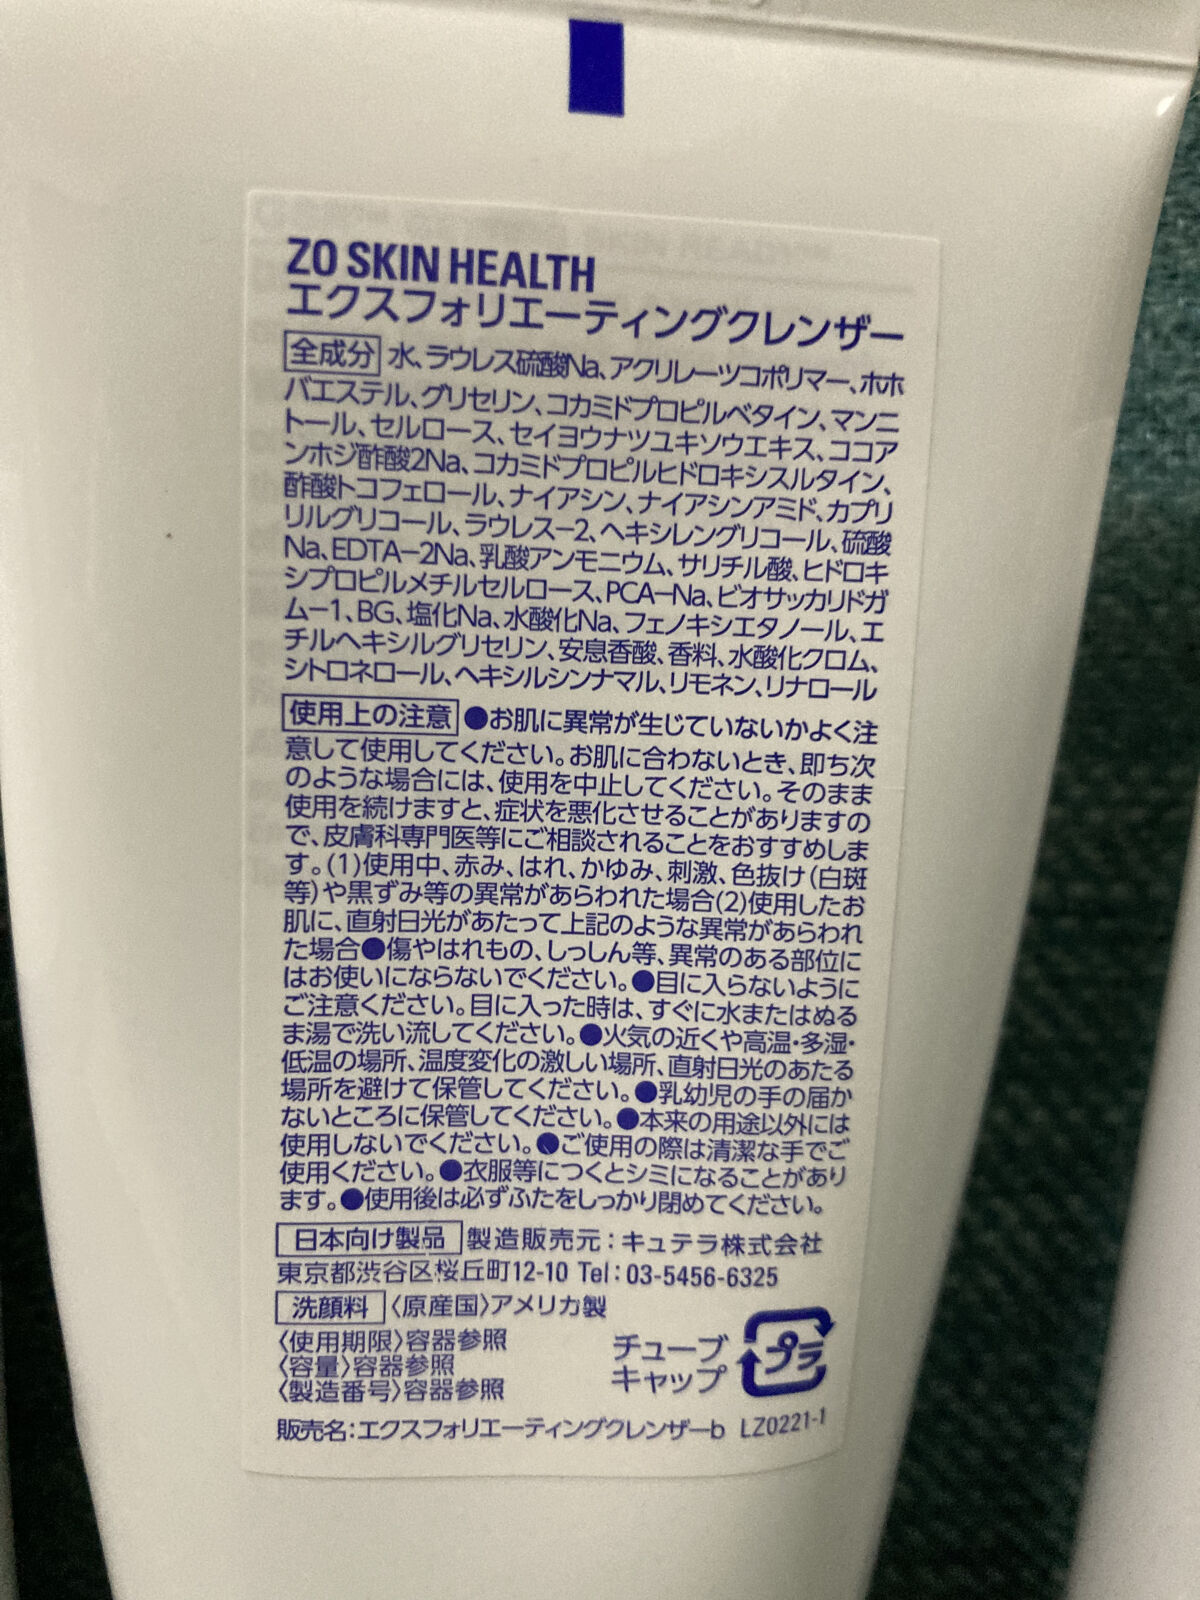 ZO SKIN HEALTH
エクスフォリエーティングクレンザー
全成分 水、ラウレス硫酸Na、アクリレーツコポリマー、ホホ
バエステル、グリセリン、コカミドプロピルベタイン、マンニ
トール、セルロース、セイヨウナツユキソウエキス、ココア
ンホジ酢酸2Na、コカミドプロピルヒドロキシスルタイン、
酢酸トコフェロール、ナイアシン、ナイアシンアミド、カプリ
リルグリコール、ラウレス−2、ヘキシレングリコール、硫酸
Na、EDTA−2Na、乳酸アンモニウム、サリチル酸、ヒドロキ
シプロピルメチルセルロース、PCA−Na、ビオサッカリドガ
ム−1、BG、塩化Na、水酸化Na、フェノキシエタノール、エ
チルヘキシルグリセリン、安息香酸、香料、水酸化クロム、
シトロネロール、ヘキシルシンナマル、リモネン、リナロール
使用上の注意 ●お肌に異常が生じていないかよく注
意して使用してください。お肌に合わないとき、即ち次
のような場合には、使用を中止してください。そのまま
使用を続けますと、症状を悪化させることがありますの
で、皮膚科専門医等にご相談されることをおすすめしま
す。(1)使用中、赤み、はれ、かゆみ、刺激、色抜け(白斑
等)や黒ずみ等の異常があらわれた場合(2)使用したお
肌に、直射日光があたって上記のような異常があらわれ
た場合●傷やはれもの、しっしん等、異常のある部位に
はお使いにならないでください。●目に入らないように
ご注意ください。目に入った時は、すぐに水またはぬる
ま湯で洗い流してください。●火気の近くや高温・多湿・
低温の場所、温度変化の激しい場所、直射日光のあたる
場所を避けて保管してください。●乳幼児の手の届か
ないところに保管してください。●本来の用途以外には
使用しないでください。●ご使用の際は清潔な手でご
使用ください。●衣服等につくとシミになることがあり
ます。●使用後は必ずふたをしっかり閉めてください。
日本向け製品 製造販売元：キュテラ株式会社
東京都渋谷区桜丘町12-10 Tel：03-5456-6325
洗顔料 〈原産国〉アメリカ製
〈使用期限〉容器参照
〈容量〉容器参照
〈製造番号〉容器参照
チューブ
キャップ
プラ
販売名：エクスフォリエーティングクレンザーb LZ0221-1